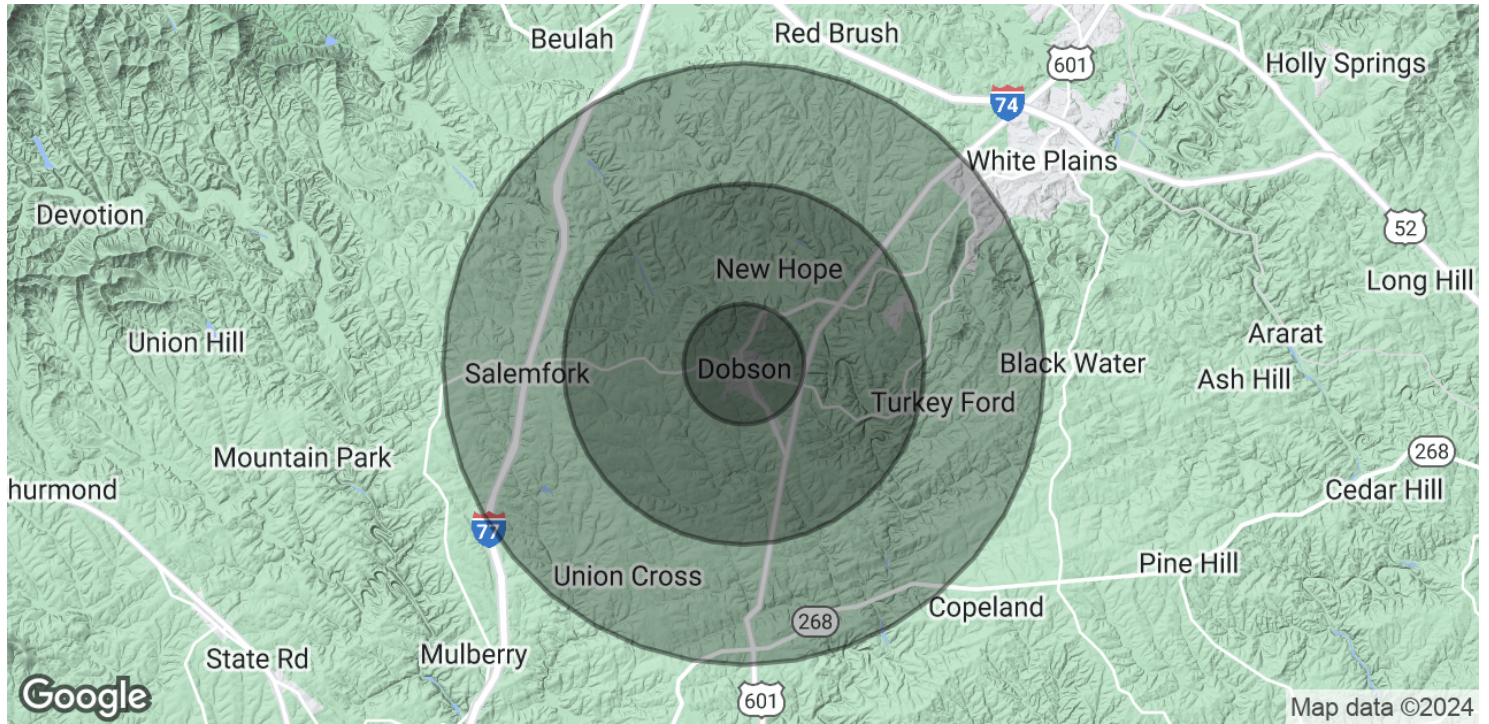 Beulah
Red Brush
601
Holly Springs
74
White Plains
Devotion
52
New Hope
Long Hill
Union Hill
Ararat
Salemfork
Dobson
Black Water
Ash Hill
Turkey Ford
Mountain Park
268
hurmond
Cedar Hill
77
Union Cross
Pine Hill
Copeland
268
State Rd
Mulberry
Google
601
Map data ©2024